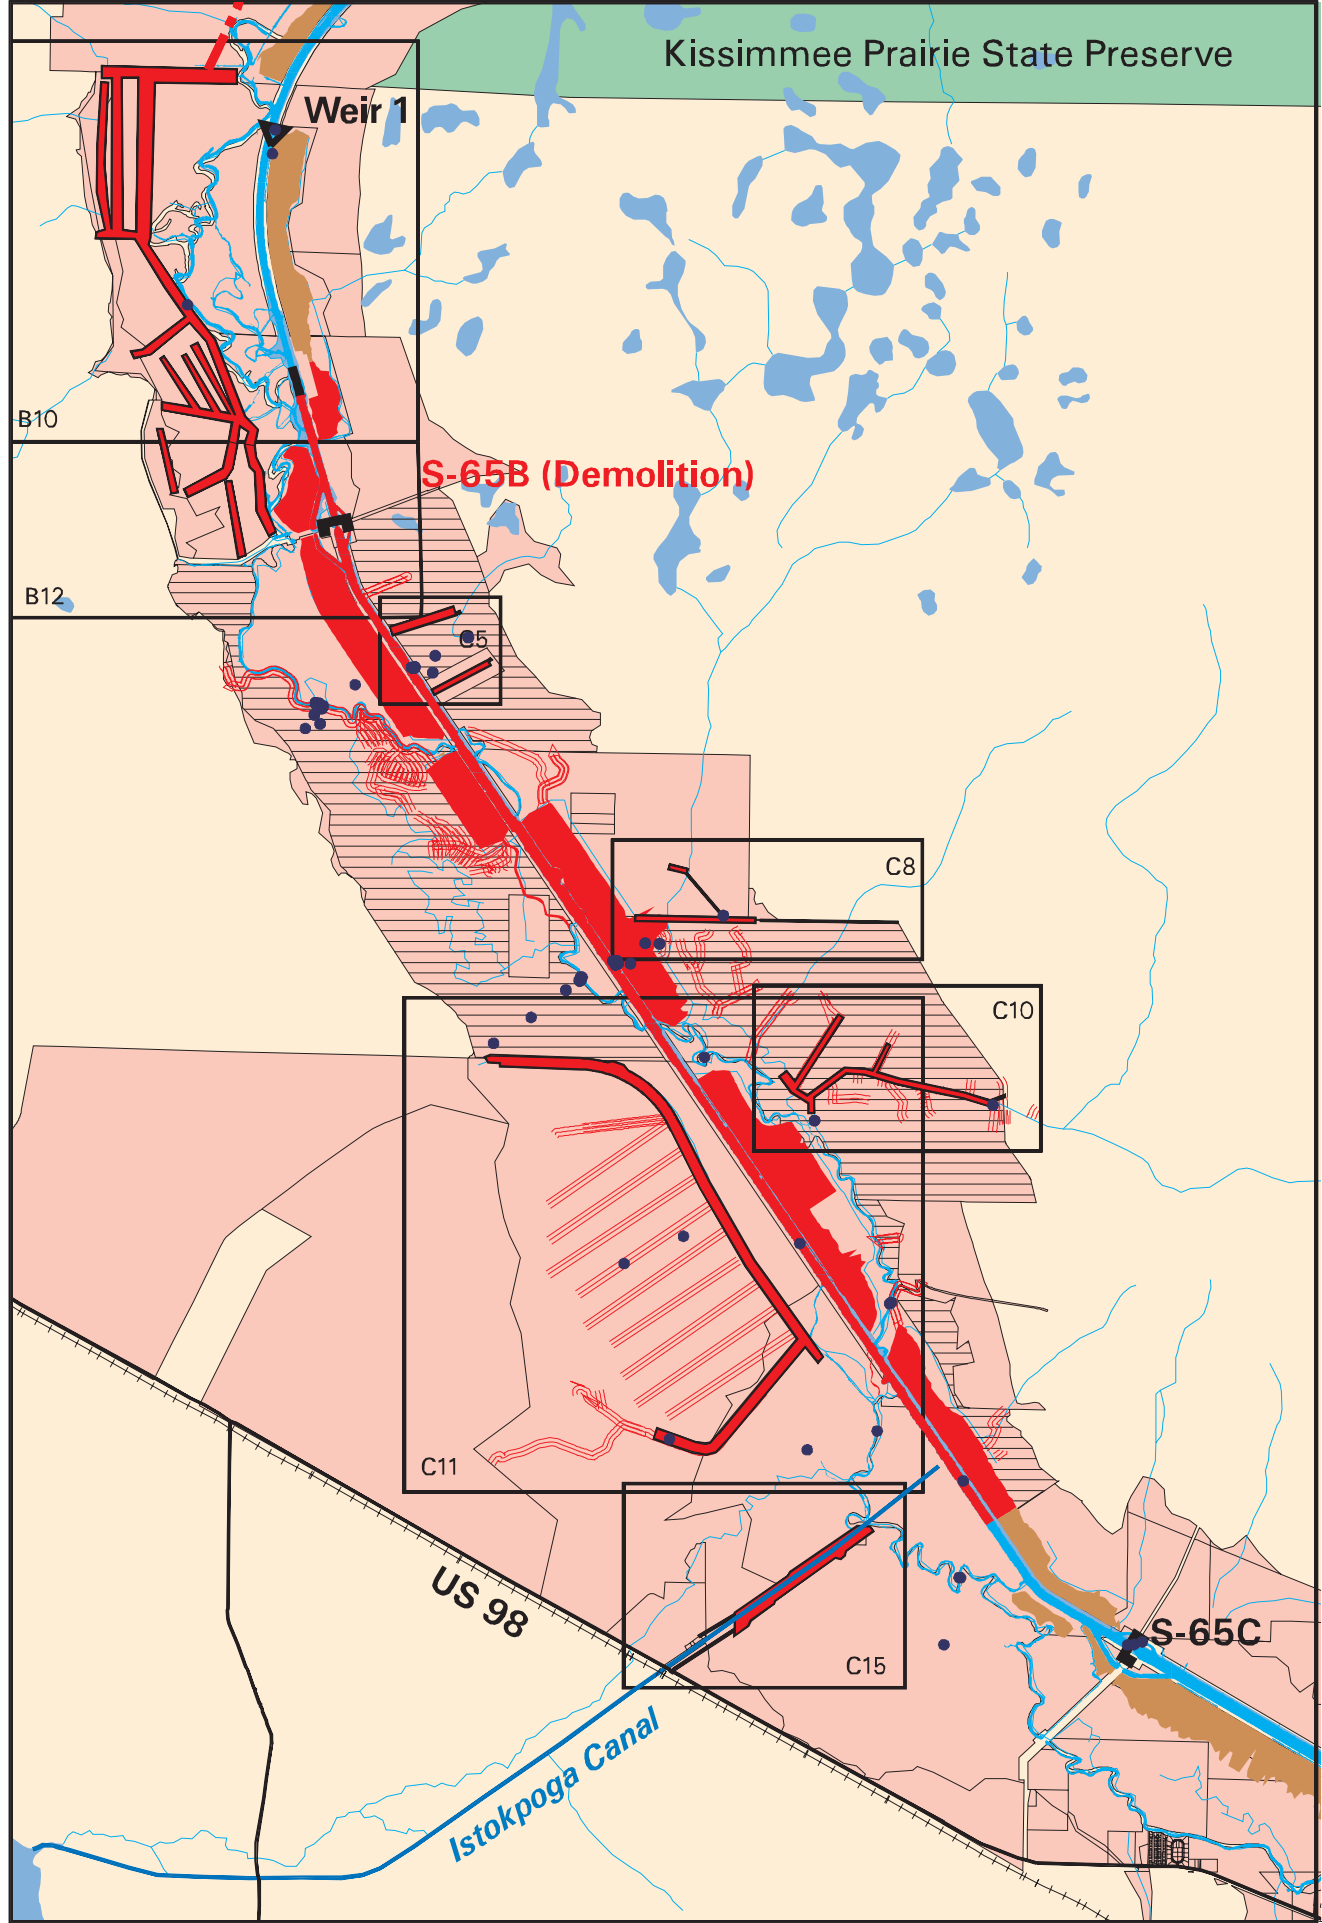 Kissimmee Prairie State Preserve
Weir 1
B10
S-65B (Demolition)
B12
C5
C8
C10
C11
US 98
S-65C
C15
Istokpoga Canal